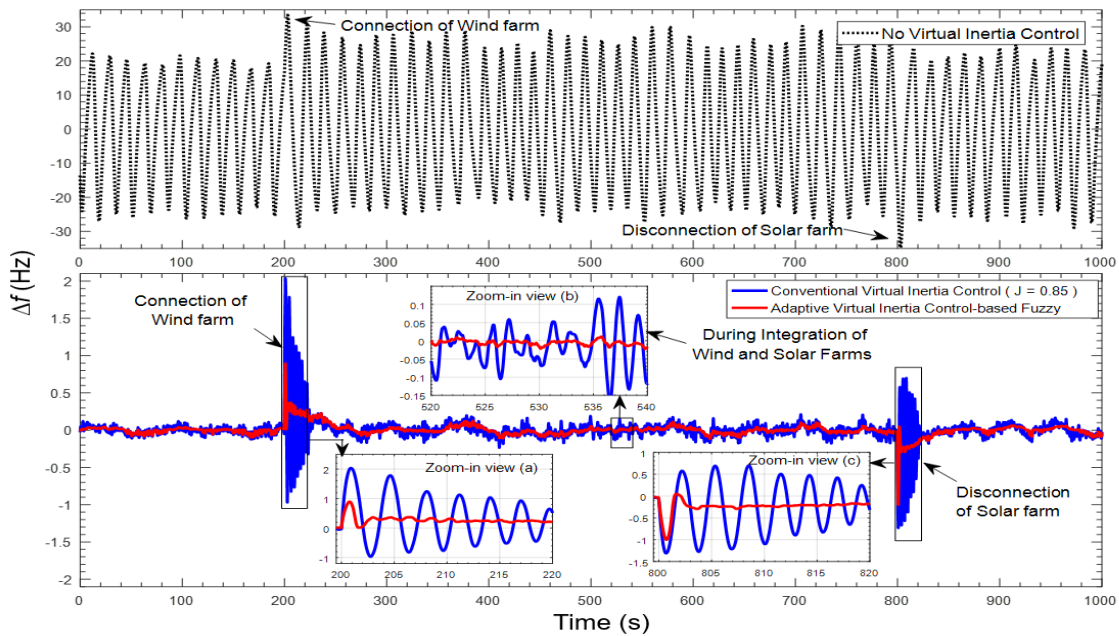 30
20
10
0
-10
-20
-30
Connection of Wind farm
No Virtual Inertia Control
Disconnection of Solar farm
0 100 200 300 400 500 600 700 800 900 1000
Δf (Hz)
2
1.5
1
0.5
0
-0.5
-1
-1.5
-2
Connection of
Wind farm
Zoom-in view (b)
0.1
0.05
0
-0.05
-0.1
-0.15
520 525 530 535 540
Conventional Virtual Inertia Control ( J = 0.85 )
Adaptive Virtual Inertia Control-based Fuzzy
During Integration of
Wind and Solar Farms
Zoom-in view (a)
2
1
0
-1
200 205 210 215 220
Zoom-in view (c)
1
0.5
0
-0.5
-1
-1.5
800 805 810 815 820
Disconnection
of Solar farm
0 100 200 300 400 500 600 700 800 900 1000
Time (s)